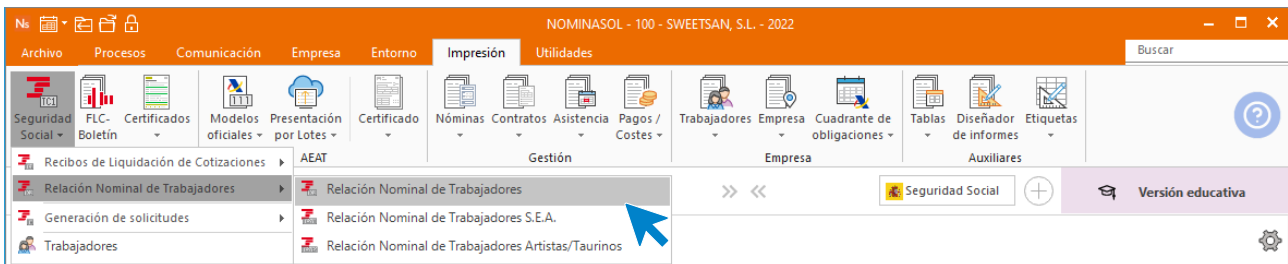 Ns NOMINASOL - 100 - SWEETSAN, S.L. - 2022
Archivo Procesos Comunicación Empresa Entorno Impresión Utilidades Buscar
TC1
Seguridad Social
FLC- Boletín
Certificados
Modelos oficiales
Presentación por Lotes
Certificado
Nóminas
Contratos
Asistencia
Pagos / Costes
Trabajadores
Empresa
Cuadrante de obligaciones
Tablas
Diseñador de informes
Etiquetas
AEAT Gestión Empresa Auxiliares
Recibos de Liquidación de Cotizaciones
Relación Nominal de Trabajadores
Generación de solicitudes
Trabajadores
Relación Nominal de Trabajadores
Relación Nominal de Trabajadores S.E.A.
Relación Nominal de Trabajadores Artistas/Taurinos
Seguridad Social
Versión educativa